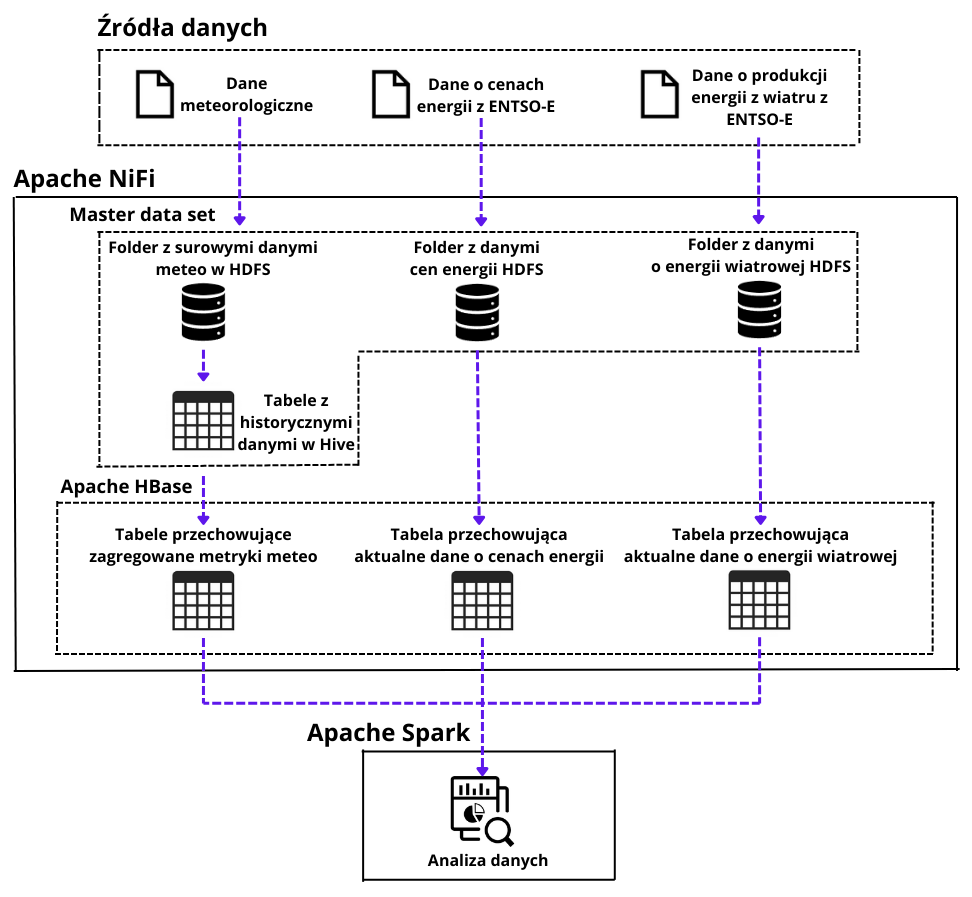 Źródła danych
Dane
meteorologiczne
Dane o cenach
energii z ENTSO-E
Dane o produkcji
energii z wiatru z
ENTSO-E
Apache NiFi
Master data set
Folder z surowymi danymi
meteo w HDFS
Folder z danymi
cen energii HDFS
Folder z danymi
o energii wiatrowej HDFS
Tabele z
historycznymi
danymi w Hive
Apache HBase
Tabele przechowujące
zagregowane metryki meteo
Tabela przechowująca
aktualne dane o cenach energii
Tabela przechowująca
aktualne dane o energii wiatrowej
Apache Spark
Analiza danych